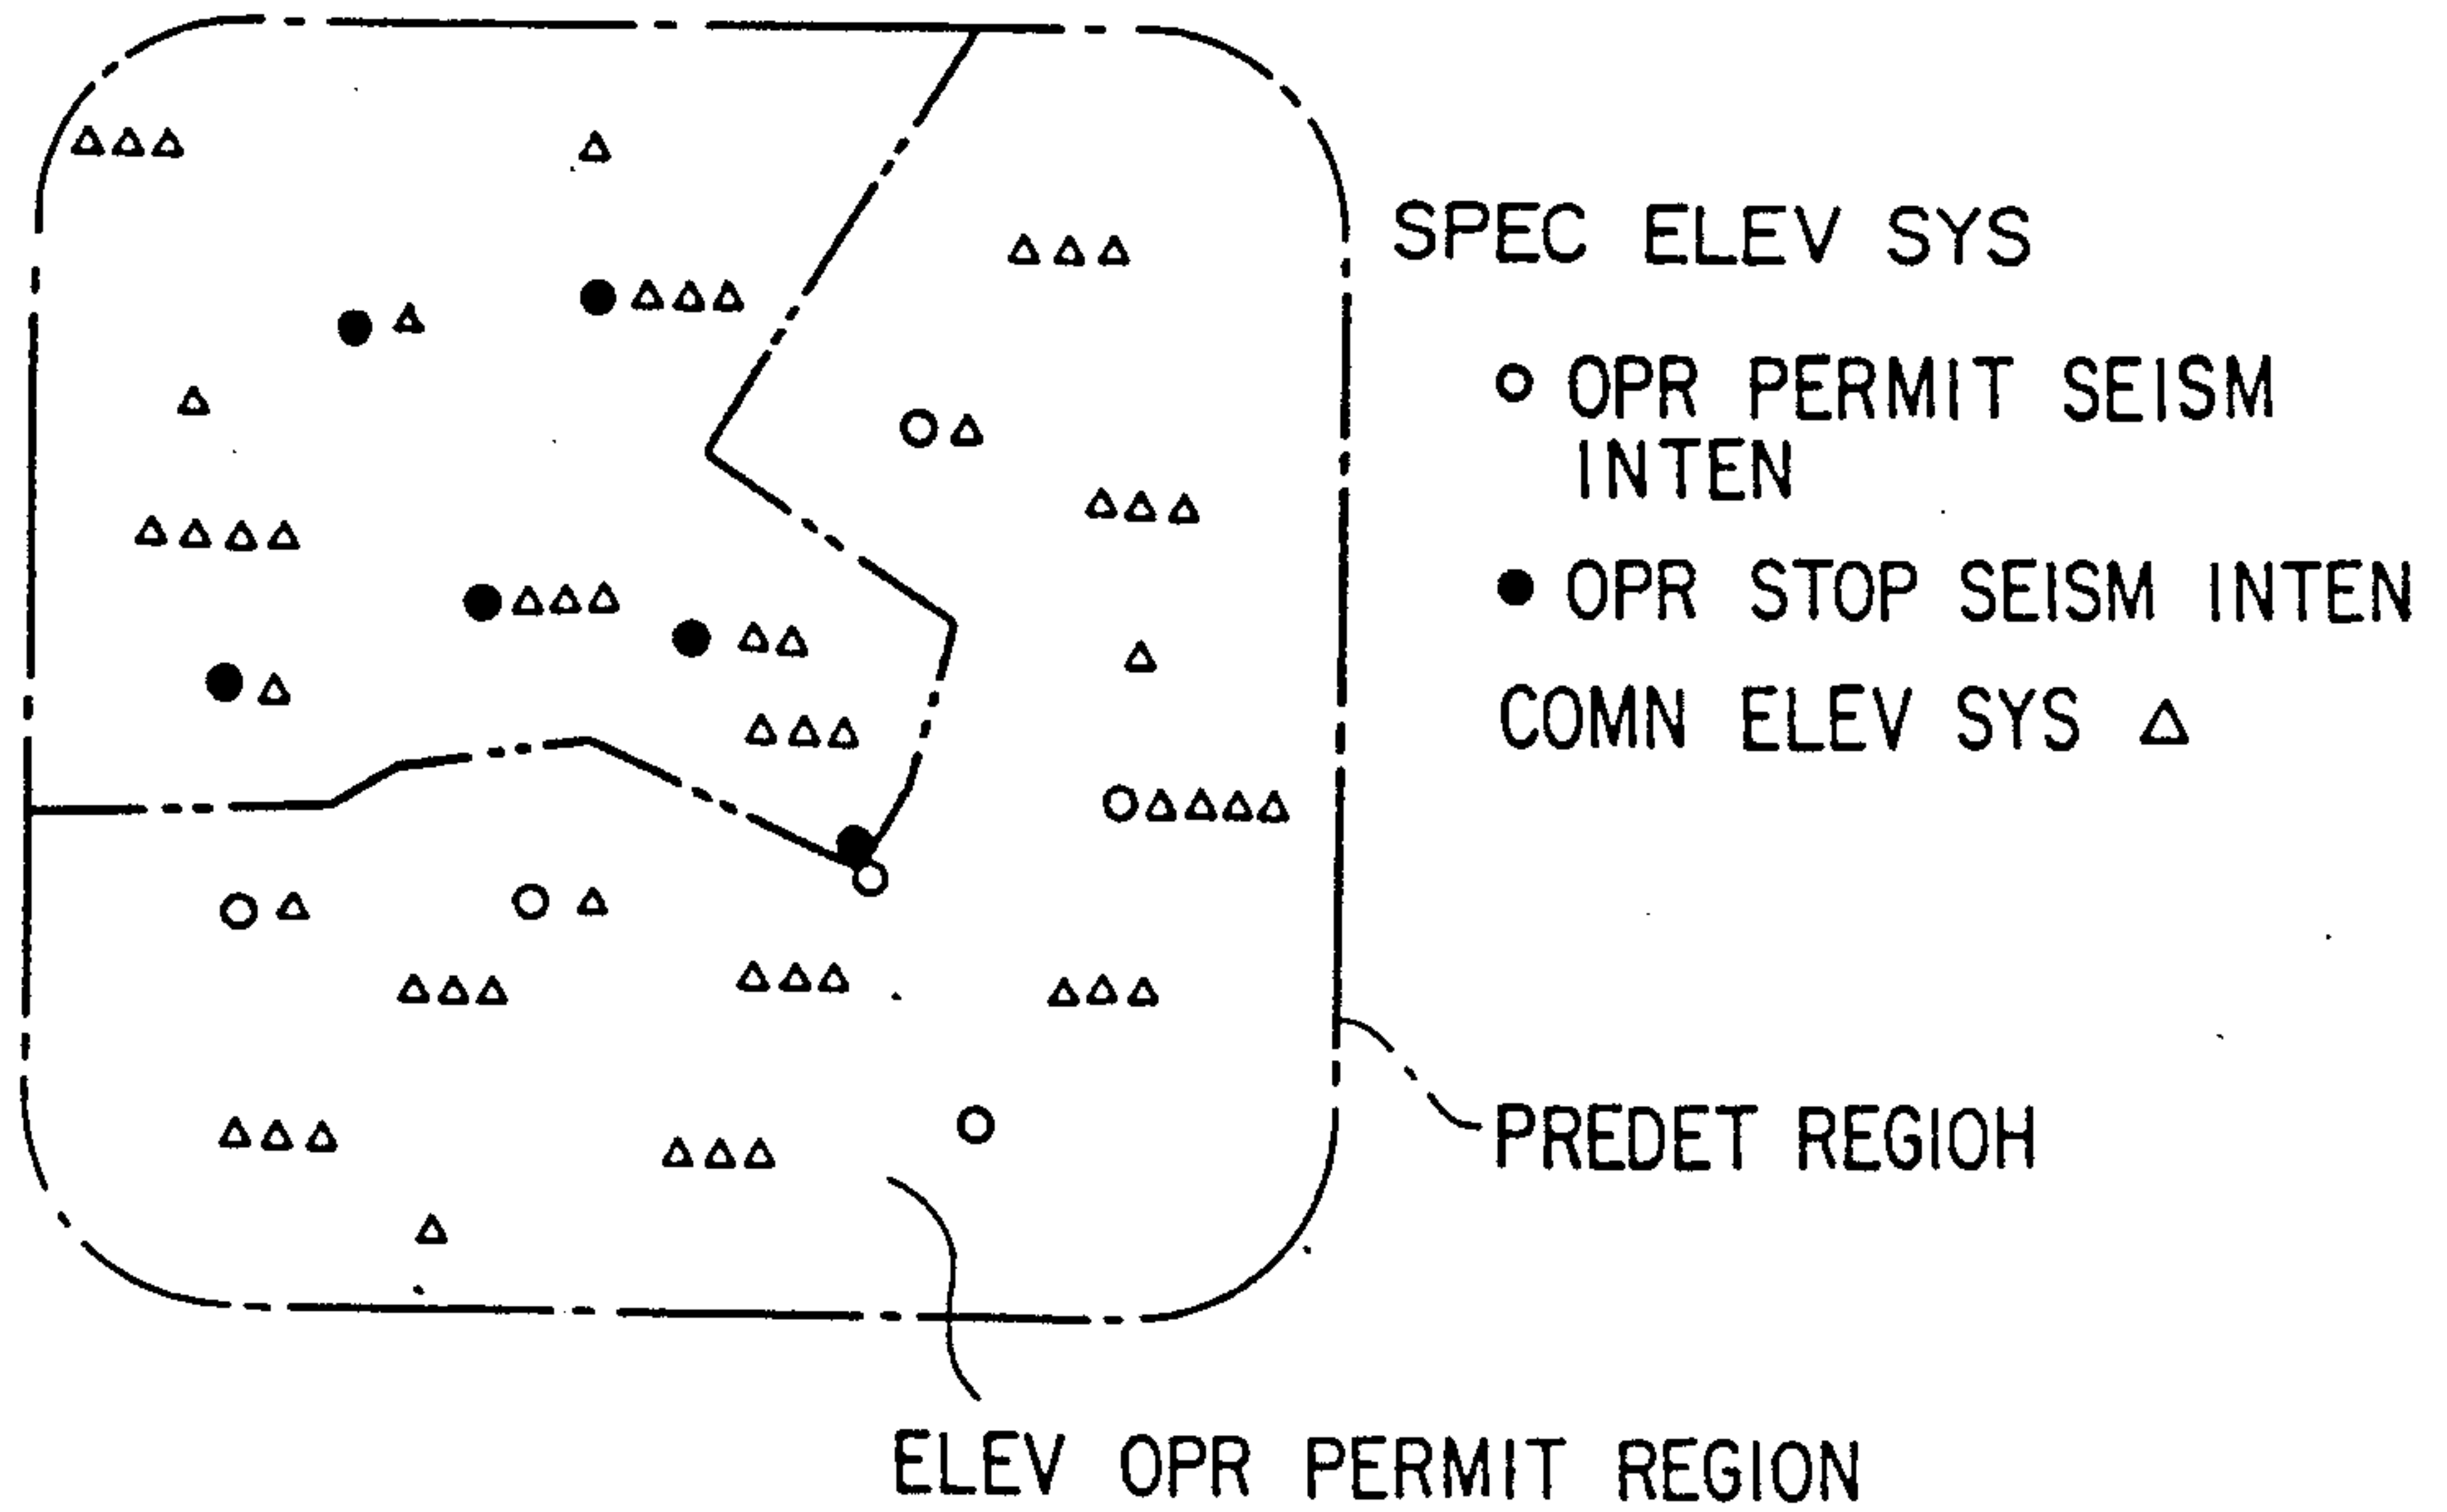 SPEC ELEV SYS
OPR PERMIT SEISM
INTEN
OPR STOP SEISM INTEN
COMN ELEV SYS
PREDET REGIOH
ELEV OPR PERMIT REGION